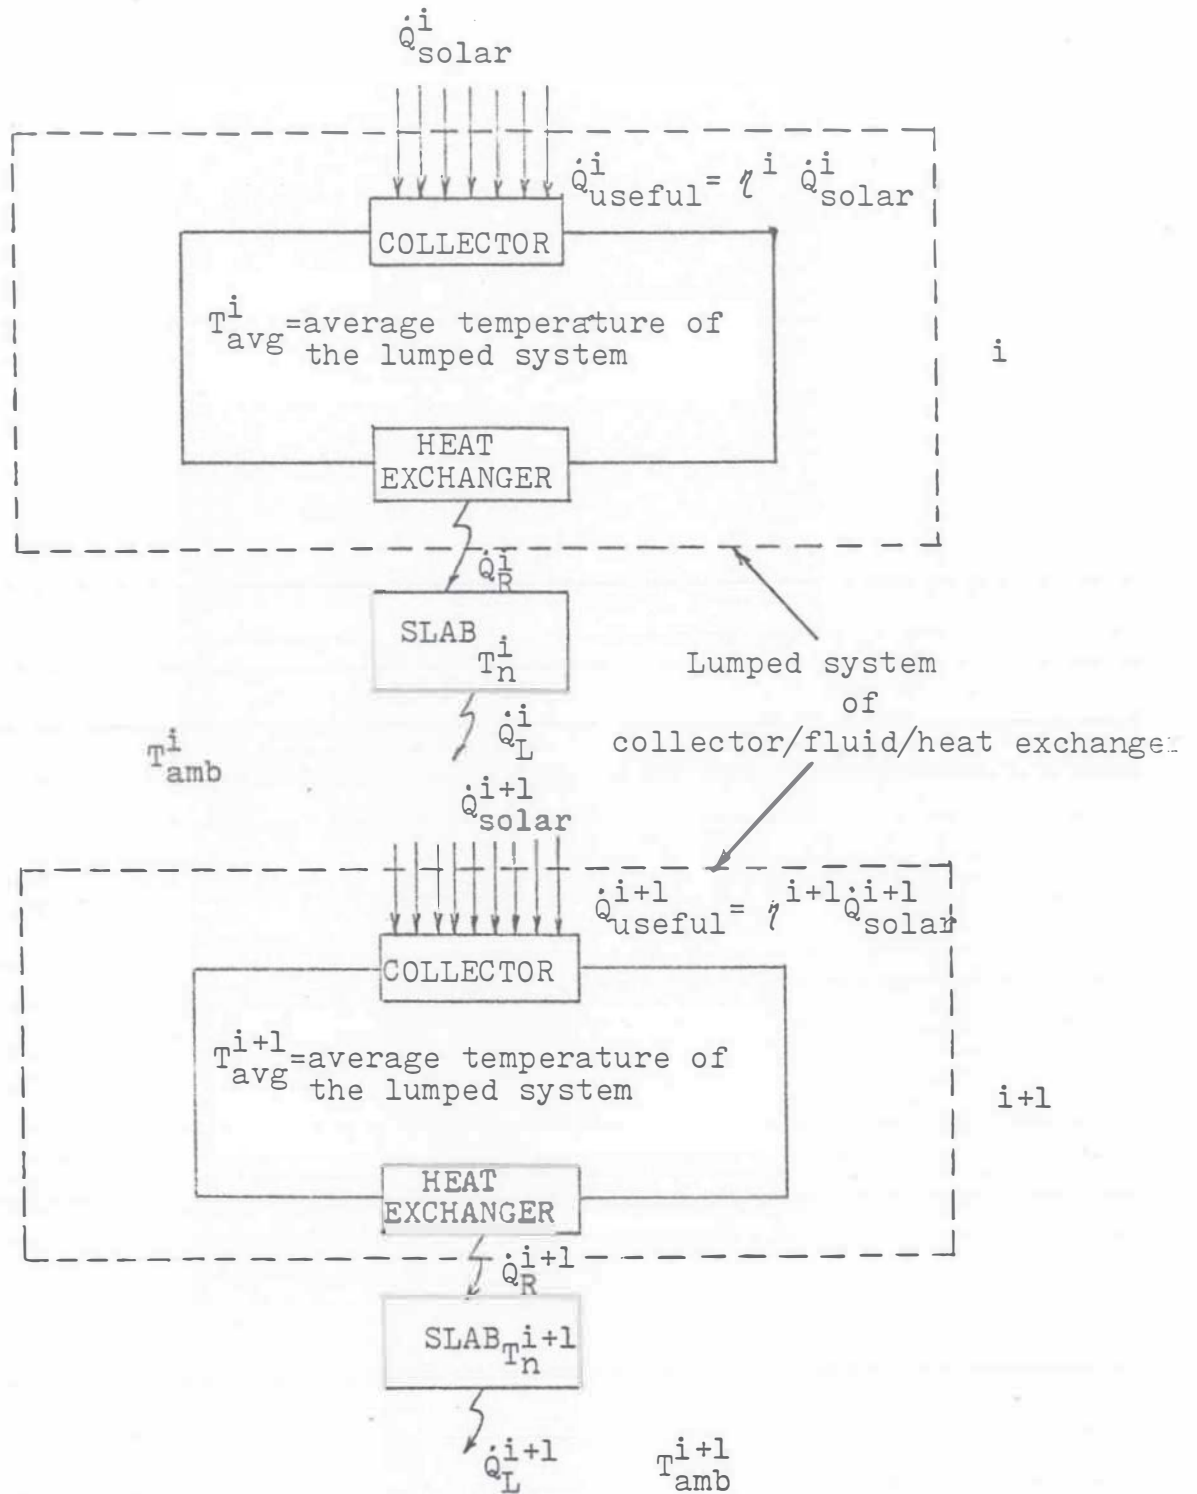 Q̇^i_solar
Q̇^i_useful = η^i Q̇^i_solar
COLLECTOR
T^i_avg=average temperature of
the lumped system
i
HEAT
EXCHANGER
Q̇^i_R
SLAB
T^i_n
Lumped system
of
collector/fluid/heat exchanger
Q̇^i_L
T^i_amb
Q̇^i+1_solar
Q̇^i+1_useful = η^i+1 Q̇^i+1_solar
COLLECTOR
T^i+1_avg=average temperature of
the lumped system
i+1
HEAT
EXCHANGER
Q̇^i+1_R
SLAB T^i+1_n
Q̇^i+1_L
T^i+1_amb